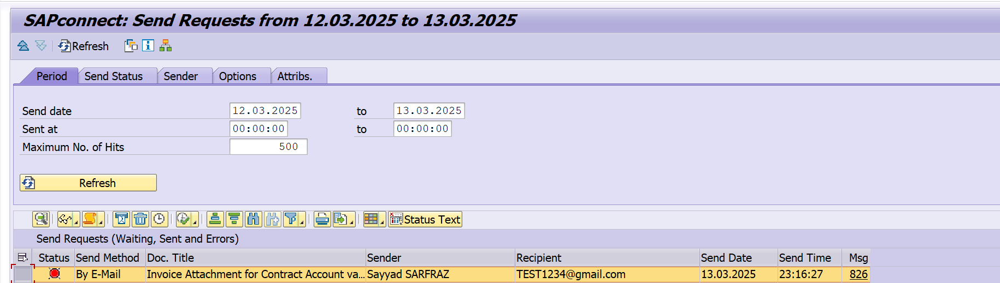 SAPconnect: Send Requests from 12.03.2025 to 13.03.2025
Refresh
Period Send Status Sender Options Attribs.
Send date 12.03.2025 to 13.03.2025
Sent at 00:00:00 to 00:00:00
Maximum No. of Hits 500
Refresh
Status Text
Send Requests (Waiting, Sent and Errors)
Status Send Method Doc. Title Sender Recipient Send Date Send Time Msg
By E-Mail Invoice Attachment for Contract Account va... Sayyad SARFRAZ TEST1234@gmail.com 13.03.2025 23:16:27 826